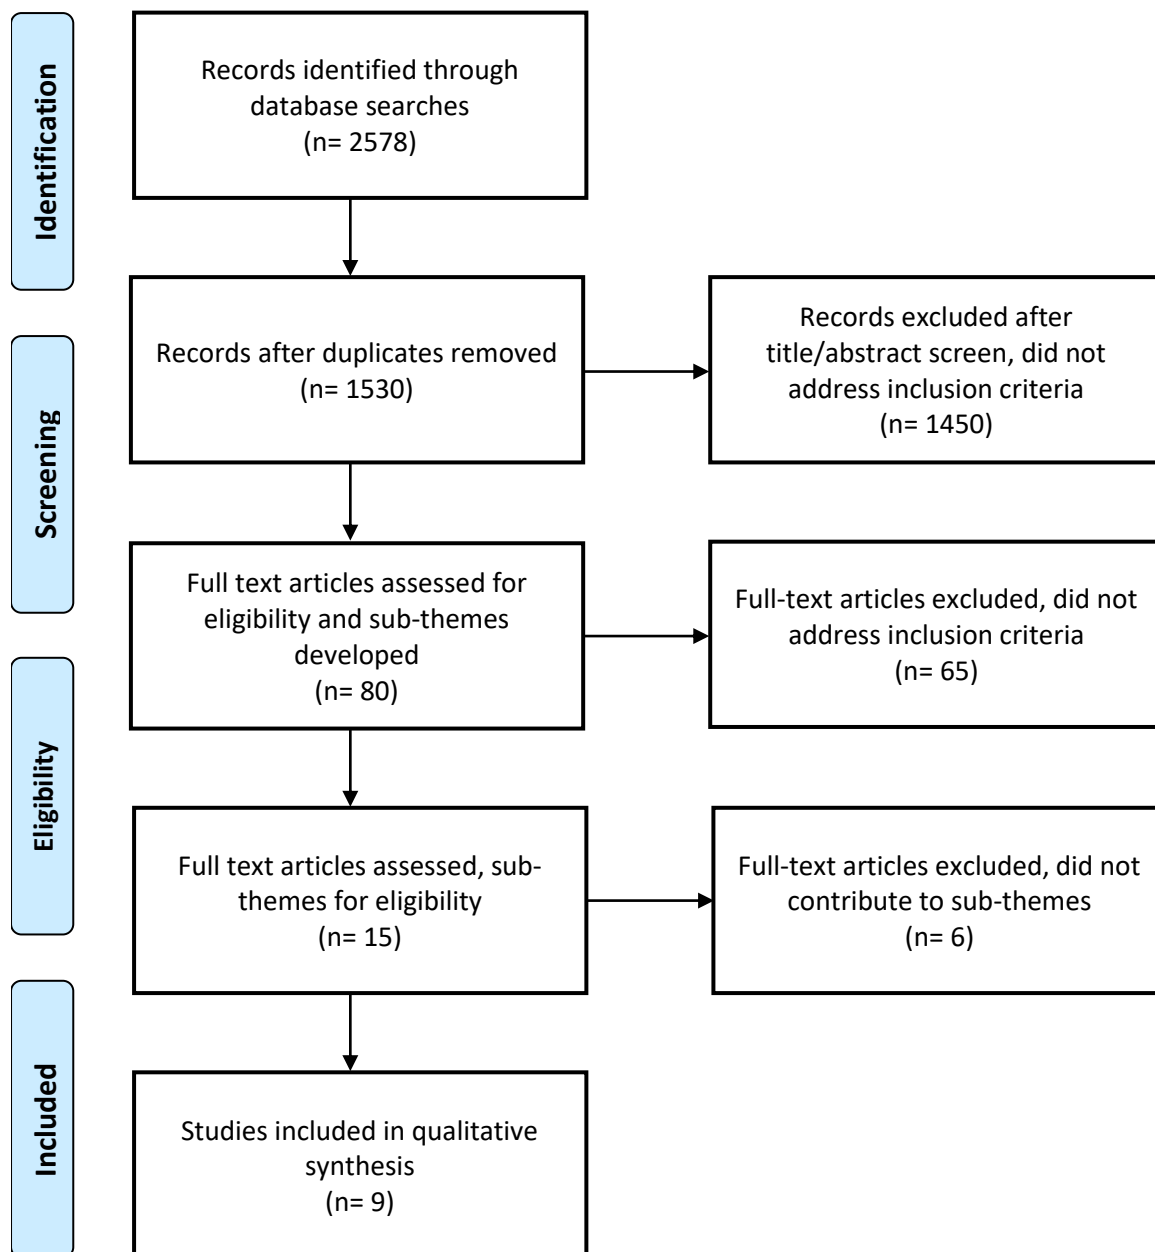 Identification
Records identified through
database searches
(n= 2578)
Records after duplicates removed
(n= 1530)
Records excluded after
title/abstract screen, did not
address inclusion criteria
(n= 1450)
Screening
Full text articles assessed for
eligibility and sub-themes
developed
(n= 80)
Full-text articles excluded, did not
address inclusion criteria
(n= 65)
Eligibility
Full text articles assessed, sub-
themes for eligibility
(n= 15)
Full-text articles excluded, did not
contribute to sub-themes
(n= 6)
Included
Studies included in qualitative
synthesis
(n= 9)